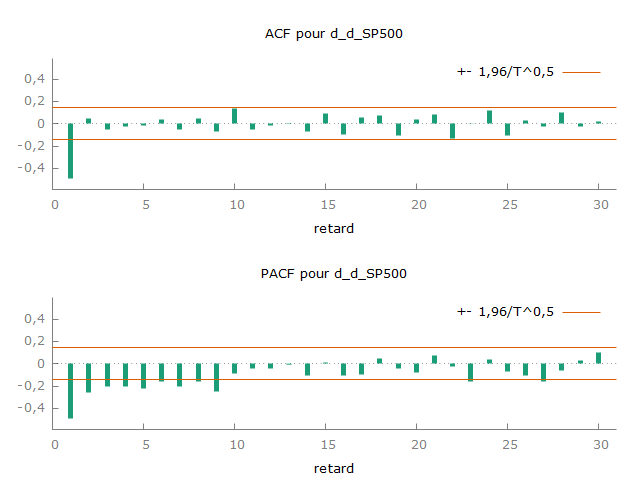 ACF pour d_d_SP500
+- 1,96/T^0,5
0,4
0,2
0
-0,2
-0,4
0 5 10 15 20 25 30
retard
PACF pour d_d_SP500
+- 1,96/T^0,5
0,4
0,2
0
-0,2
-0,4
0 5 10 15 20 25 30
retard